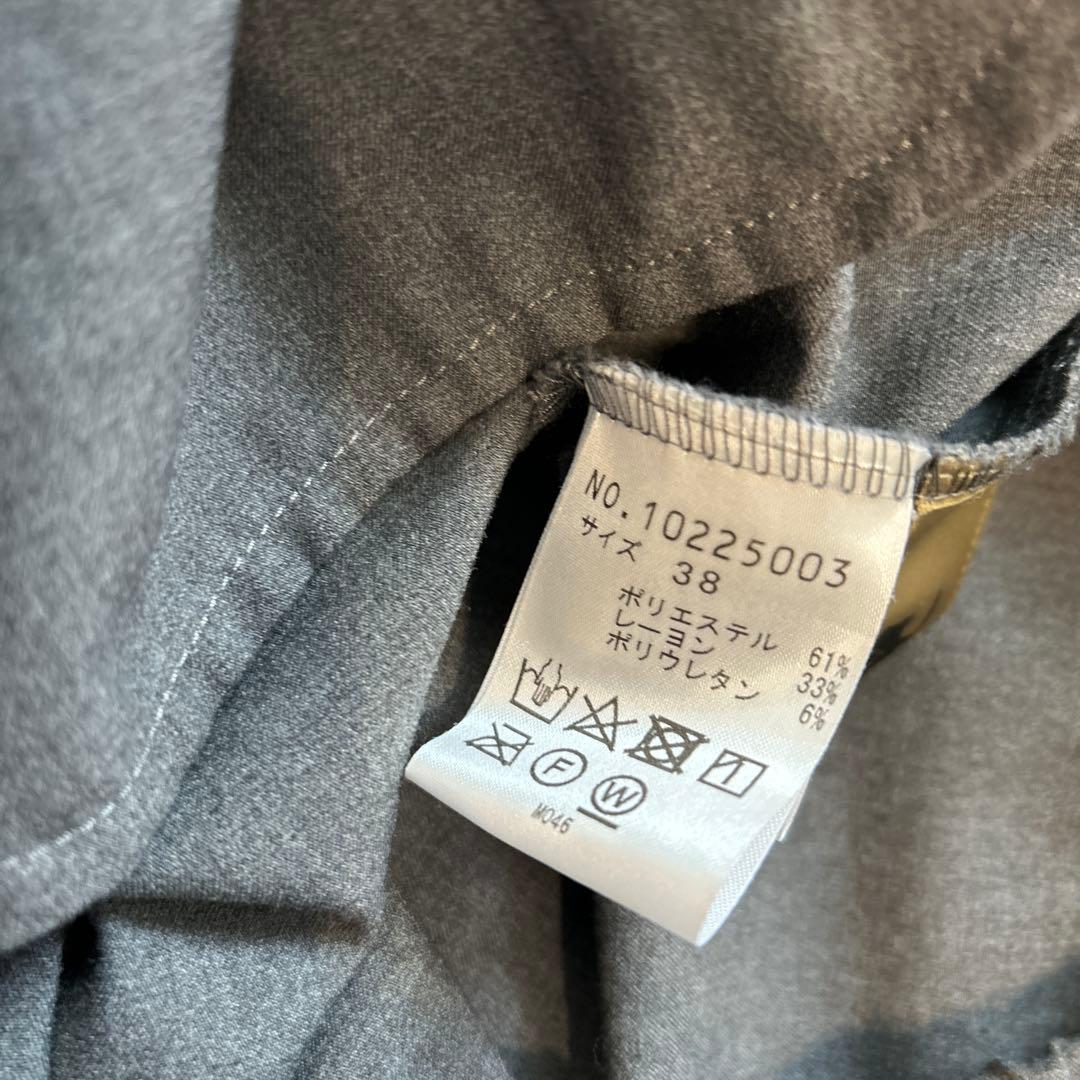 NO.10225003
サイズ 38
ポリエステル 61%
レーヨン 33%
ポリウレタン 6%
F W
M046